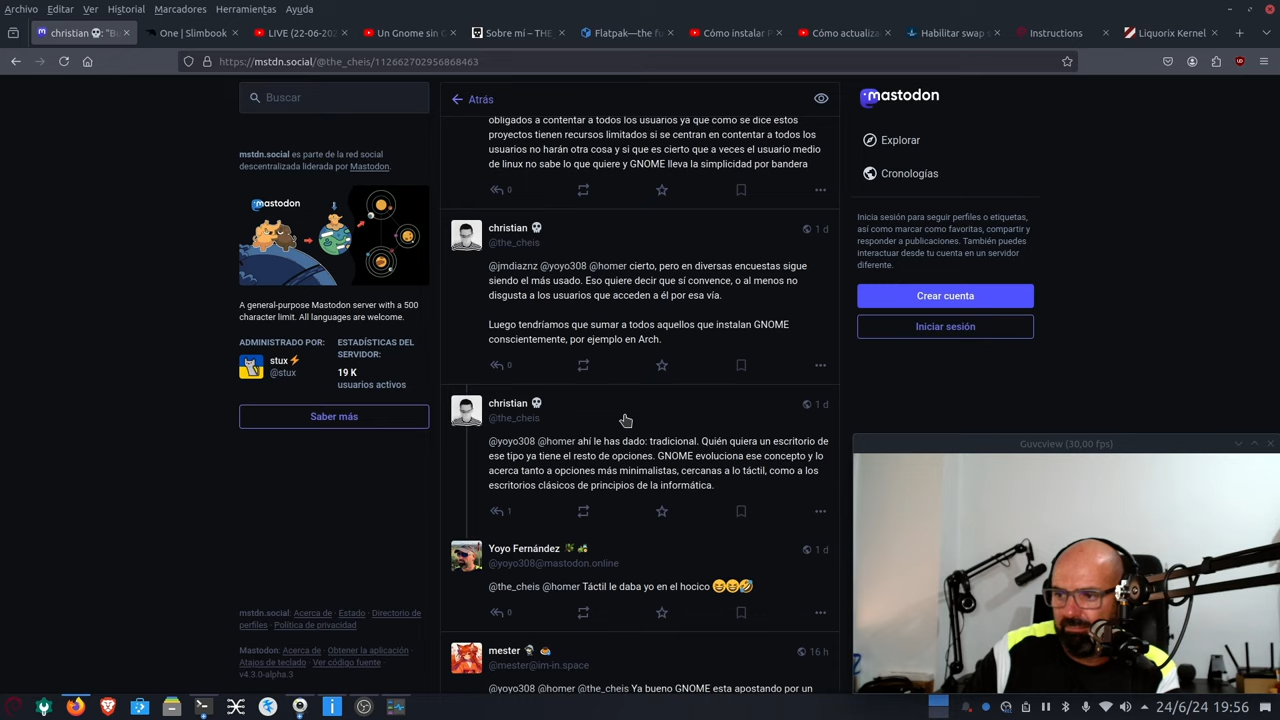 Archivo Editar Ver Historial Marcadores Herramientas Ayuda
christian 💀: "Bu
One | Slimbook
LIVE (22-06-202
Un Gnome sin G
Sobre mi – THE
Flatpak—the fu
Cómo instalar P
Cómo actualiza
Habilitar swap s
Instructions
Liquorix Kernel
https://mstdn.social/@the_cheis/112662702956868463
Buscar
mstdn.social es parte de la red social
descentralizada liderada por Mastodon.
mastodon
A general-purpose Mastodon server with a 500
character limit. All languages are welcome.
ADMINISTRADO POR:
stux⚡
@stux
ESTADÍSTICAS DEL
SERVIDOR:
19 K
usuarios activos
Saber más
mstdn.social: Acerca de · Estado · Directorio de
perfiles · Política de privacidad
Mastodon: Acerca de · Obtener la aplicación ·
Atajos de teclado · Ver código fuente ·
v4.3.0-alpha.3
Atrás
obligados a contentar a todos los usuarios ya que como se dice estos
proyectos tienen recursos limitados si se centran en contentar a todos los
usuarios no harán otra cosa y si que es cierto que a veces el usuario medio
de linux no sabe lo que quiere y GNOME lleva la simplicidad por bandera
0
christian 💀
@the_cheis
1 d
@jmdiaznz @yoyo308 @homer cierto, pero en diversas encuestas sigue
siendo el más usado. Eso quiere decir que sí convence, o al menos no
disgusta a los usuarios que acceden a él por esa vía.
Luego tendríamos que sumar a todos aquellos que instalan GNOME
conscientemente, por ejemplo en Arch.
0
christian 💀
@the_cheis
1 d
@yoyo308 @homer ahí le has dado: tradicional. Quién quiera un escritorio de
ese tipo ya tiene el resto de opciones. GNOME evoluciona ese concepto y lo
acerca tanto a opciones más minimalistas, cercanas a lo táctil, como a los
escritorios clásicos de principios de la informática.
1
Yoyo Fernández
@yoyo308@mastodon.online
1 d
@the_cheis @homer Táctil le daba yo en el hocico 😆😆🤣
0
mester
@mester@im-in.space
16 h
@yoyo308 @homer @the_cheis Ya bueno GNOME esta apostando por un
mastodon
Explorar
Cronologías
Inicia sesión para seguir perfiles o etiquetas,
así como marcar como favoritas, compartir y
responder a publicaciones. También puedes
interactuar desde tu cuenta en un servidor
diferente.
Crear cuenta
Iniciar sesión
Guvcview (30,00 fps)
24/6/24 19:56